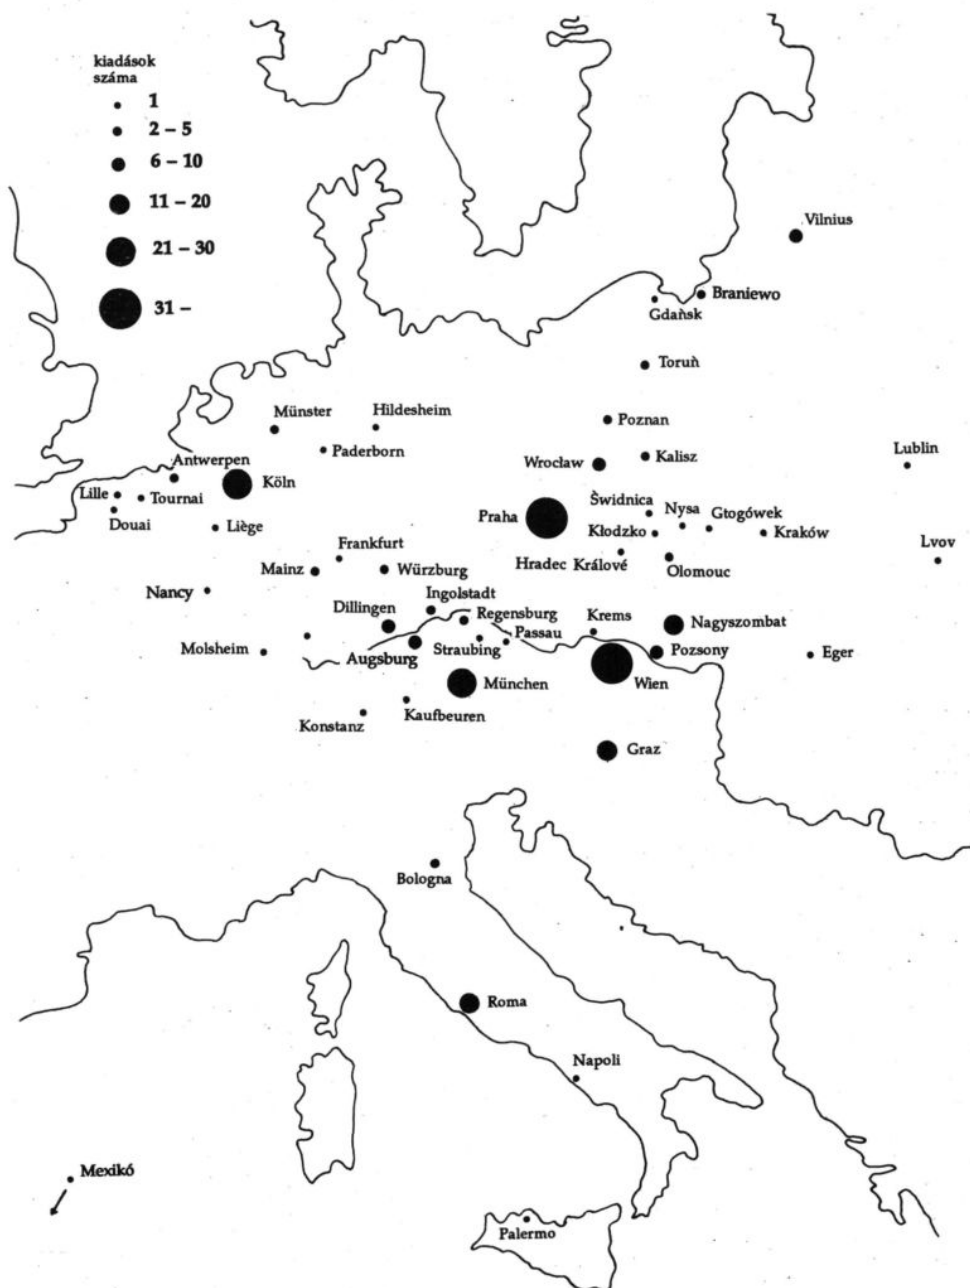 kiadások
száma
1
2 – 5
6 – 10
11 – 20
21 – 30
31 –
Vilnius
Braniewo
Gdańsk
Toruǹ
Münster
Hildesheim
Poznan
Paderborn
Antwerpen
Köln
Wrocław
Kalisz
Lublin
Lille
Tournai
Douai
Liège
Praha
Świdnica
Nysa
Gtogówek
Kłodzko
Kraków
Frankfurt
Hradec Králové
Lvov
Mainz
Würzburg
Olomouc
Nancy
Ingolstadt
Dillingen
Regensburg
Krems
Nagyszombat
Molsheim
Augsburg
Straubing
Passau
Pozsony
Eger
München
Wien
Konstanz
Kaufbeuren
Graz
Bologna
Roma
Napoli
Mexikó
Palermo